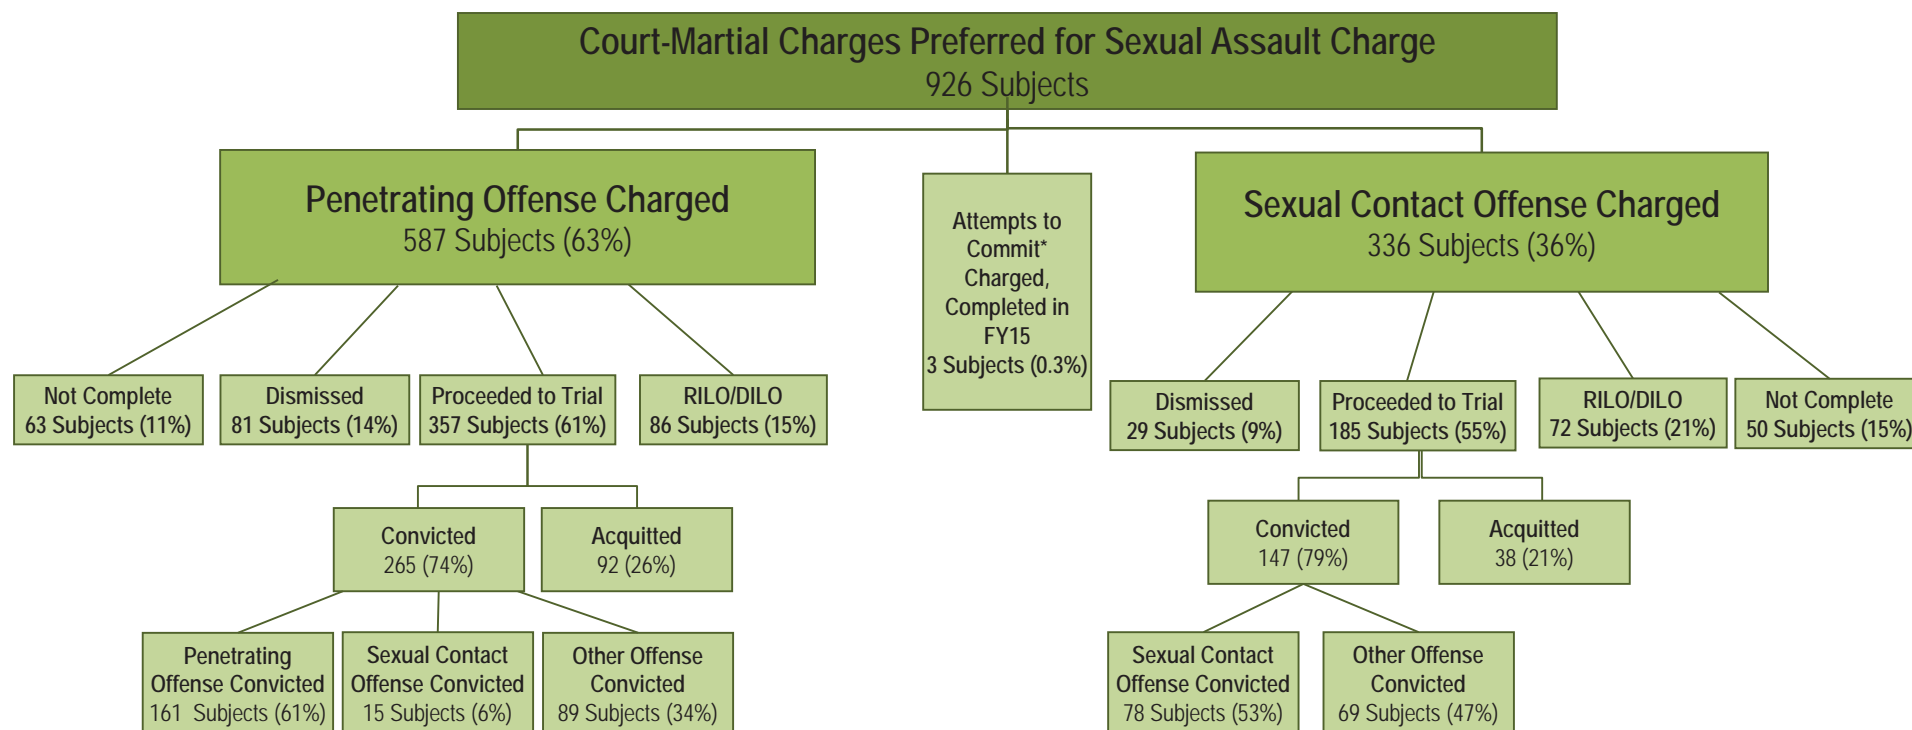 Court-Martial Charges Preferred for Sexual Assault Charge
926 Subjects
Penetrating Offense Charged
587 Subjects (63%)
Attempts to
Commit*
Charged,
Completed in
FY15
3 Subjects (0.3%)
Sexual Contact Offense Charged
336 Subjects (36%)
Not Complete
63 Subjects (11%)
Dismissed
81 Subjects (14%)
Proceeded to Trial
357 Subjects (61%)
RILO/DILO
86 Subjects (15%)
Dismissed
29 Subjects (9%)
Proceeded to Trial
185 Subjects (55%)
RILO/DILO
72 Subjects (21%)
Not Complete
50 Subjects (15%)
Convicted
265 (74%)
Acquitted
92 (26%)
Convicted
147 (79%)
Acquitted
38 (21%)
Penetrating
Offense Convicted
161 Subjects (61%)
Sexual Contact
Offense Convicted
15 Subjects (6%)
Other Offense
Convicted
89 Subjects (34%)
Sexual Contact
Offense Convicted
78 Subjects (53%)
Other Offense
Convicted
69 Subjects (47%)